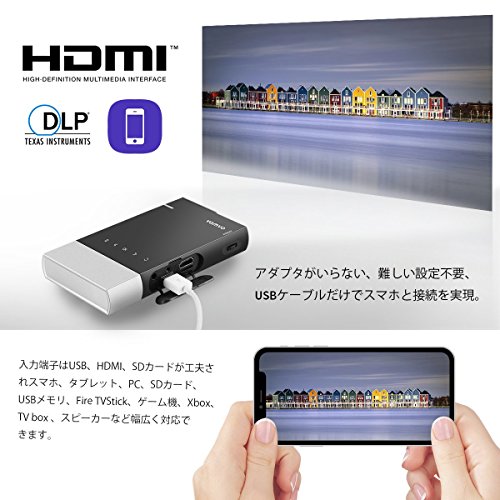 HDMI™
HIGH-DEFINITION MULTIMEDIA INTERFACE
DLP®
TEXAS INSTRUMENTS
vamvo
アダプタがいらない、難しい設定不要、
USBケーブルだけでスマホと接続を実現。
入力端子はUSB、HDMI、SDカードが工夫さ
れスマホ、タブレット、PC、SDカード、
USBメモリ、Fire TVStick、ゲーム機、Xbox、
TV box 、スピーカーなど幅広く対応で
きます。